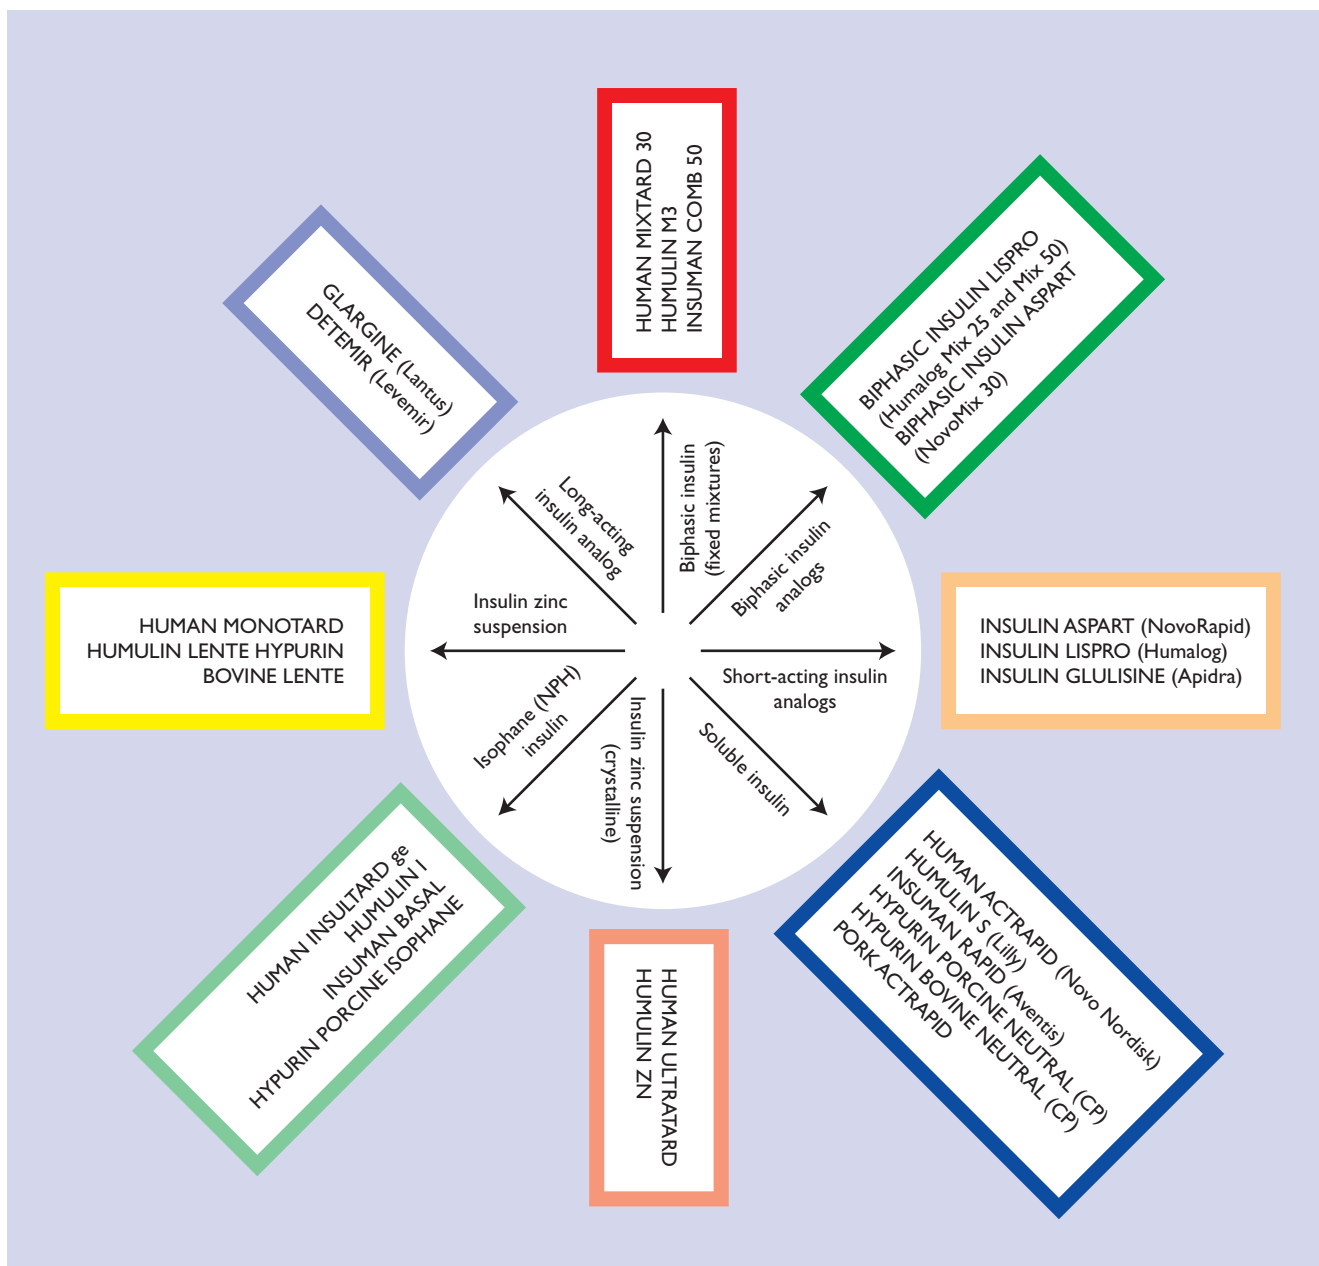 HUMAN MIXTARD 30
HUMULIN M3
INSUMAN COMB 50
BIPHASIC INSULIN LISPRO
(Humalog Mix 25 and Mix 50)
BIPHASIC INSULIN ASPART
(NovoMix 30)
GLARGINE (Lantus)
DETEMIR (Levemir)
Biphasic insulin
(fixed mixtures)
Long-acting
insulin analog
Biphasic insulin
analogs
Insulin zinc
suspension
Short-acting insulin
analogs
Isophane (NPH)
insulin
Insulin zinc suspension
(crystalline)
Soluble insulin
HUMAN MONOTARD
HUMULIN LENTE HYPURIN
BOVINE LENTE
INSULIN ASPART (NovoRapid)
INSULIN LISPRO (Humalog)
INSULIN GLULISINE (Apidra)
HUMAN INSULTARD ge
HUMULIN I
INSUMAN BASAL
HYPURIN PORCINE ISOPHANE
HUMAN ULTRATARD
HUMULIN ZN
HUMAN ACTRAPID (Novo Nordisk)
HUMULIN S (Lilly)
INSUMAN RAPID (Aventis)
HYPURIN PORCINE NEUTRAL (CP)
HYPURIN BOVINE NEUTRAL (CP)
PORK ACTRAPID